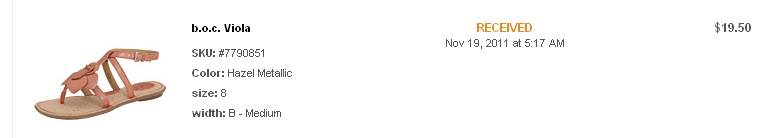 b.o.c. Viola
SKU: #7790851
Color: Hazel Metallic
size: 8
width: B - Medium
RECEIVED
Nov 19, 2011 at 5:17 AM
$19.50